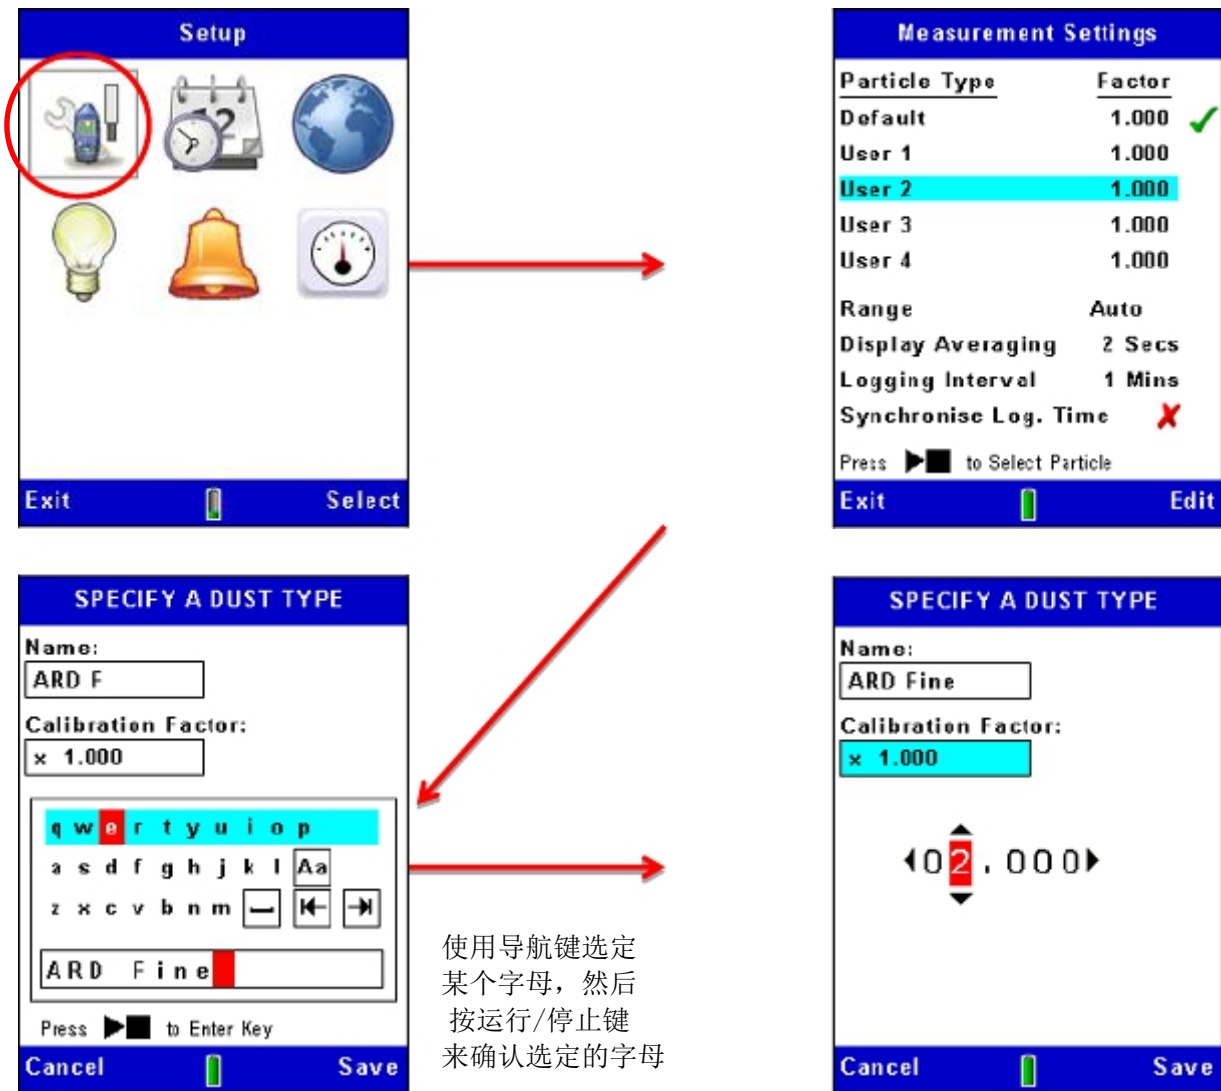 Setup
12
Exit
Select
Measurement Settings
Particle Type Factor
Default 1.000
User 1 1.000
User 2 1.000
User 3 1.000
User 4 1.000
Range Auto
Display Averaging 2 Secs
Logging Interval 1 Mins
Synchronise Log. Time
Press ▶■ to Select Particle
Exit
Edit
SPECIFY A DUST TYPE
Name:
ARD F
Calibration Factor:
× 1.000
q w e r t y u i o p
a s d f g h j k l Aa
z x c v b n m
ARD Fine
Press ▶■ to Enter Key
Cancel
Save
使用导航键选定
某个字母，然后
按运行/停止键
来确认选定的字母
SPECIFY A DUST TYPE
Name:
ARD Fine
Calibration Factor:
× 1.000
02.000
Cancel
Save